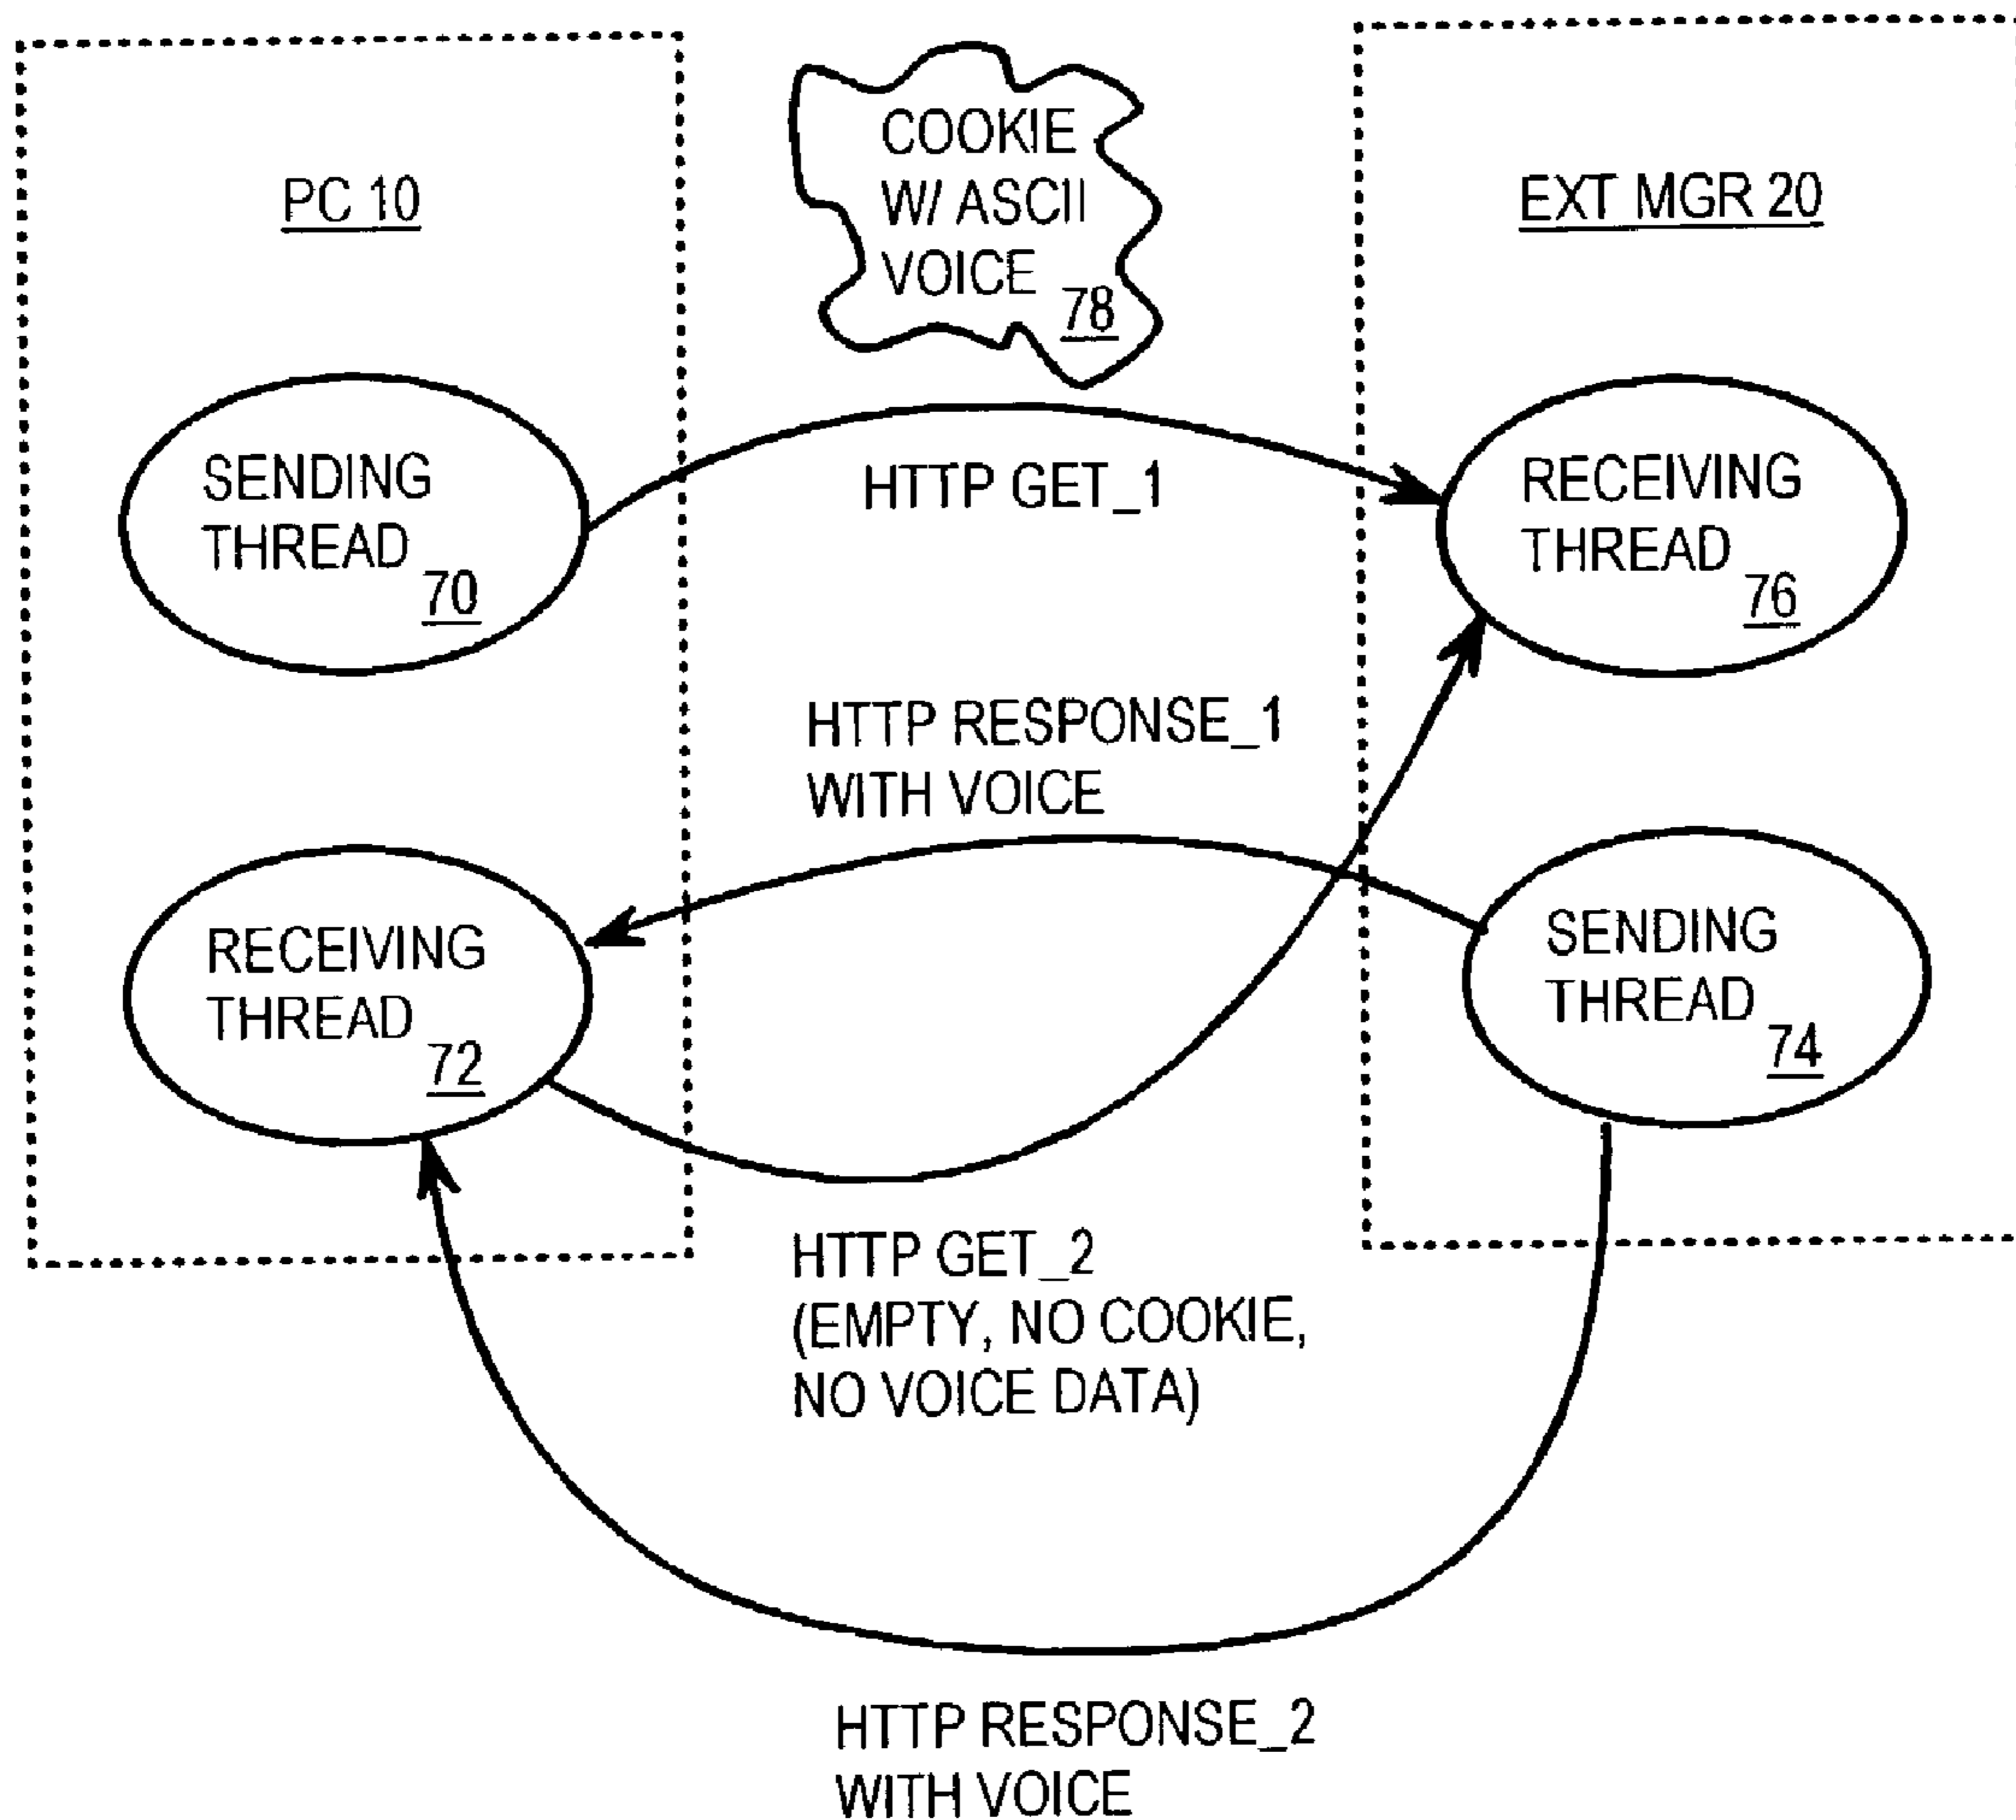 PC 10
COOKIE
W/ ASCII
VOICE
78
EXT MGR 20
SENDING
THREAD
70
HTTP GET_1
RECEIVING
THREAD
76
HTTP RESPONSE_1
WITH VOICE
RECEIVING
THREAD
72
SENDING
THREAD
74
HTTP GET_2
(EMPTY, NO COOKIE,
NO VOICE DATA)
HTTP RESPONSE_2
WITH VOICE